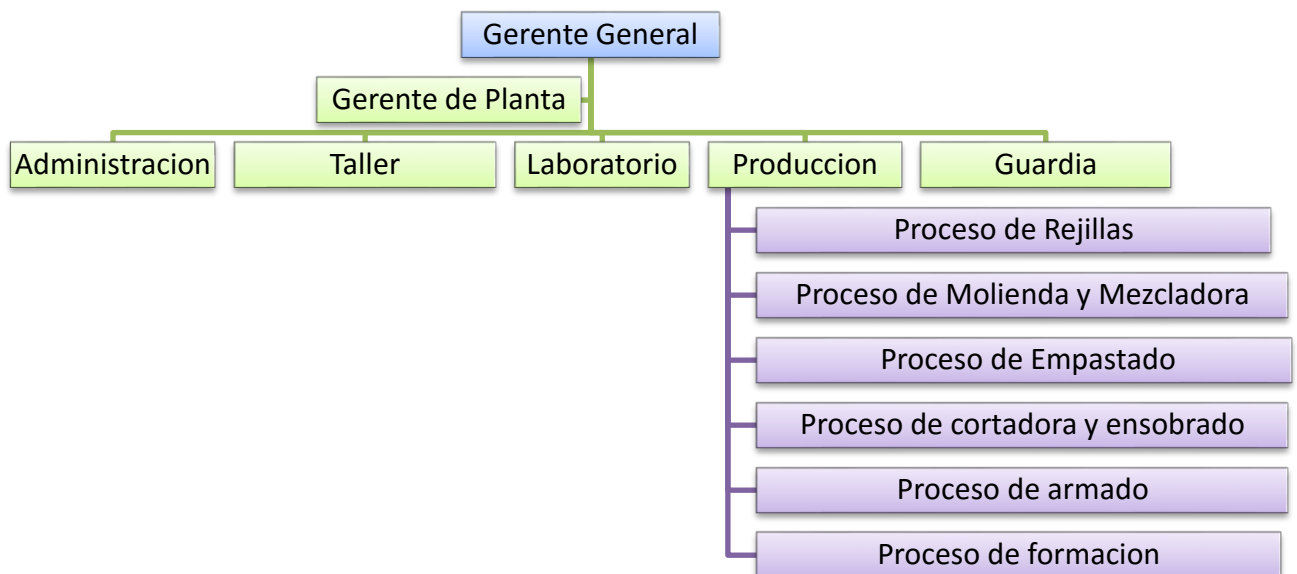 Gerente General
Gerente de Planta
Administracion
Taller
Laboratorio
Produccion
Guardia
Proceso de Rejillas
Proceso de Molienda y Mezcladora
Proceso de Empastado
Proceso de cortadora y ensobrado
Proceso de armado
Proceso de formacion